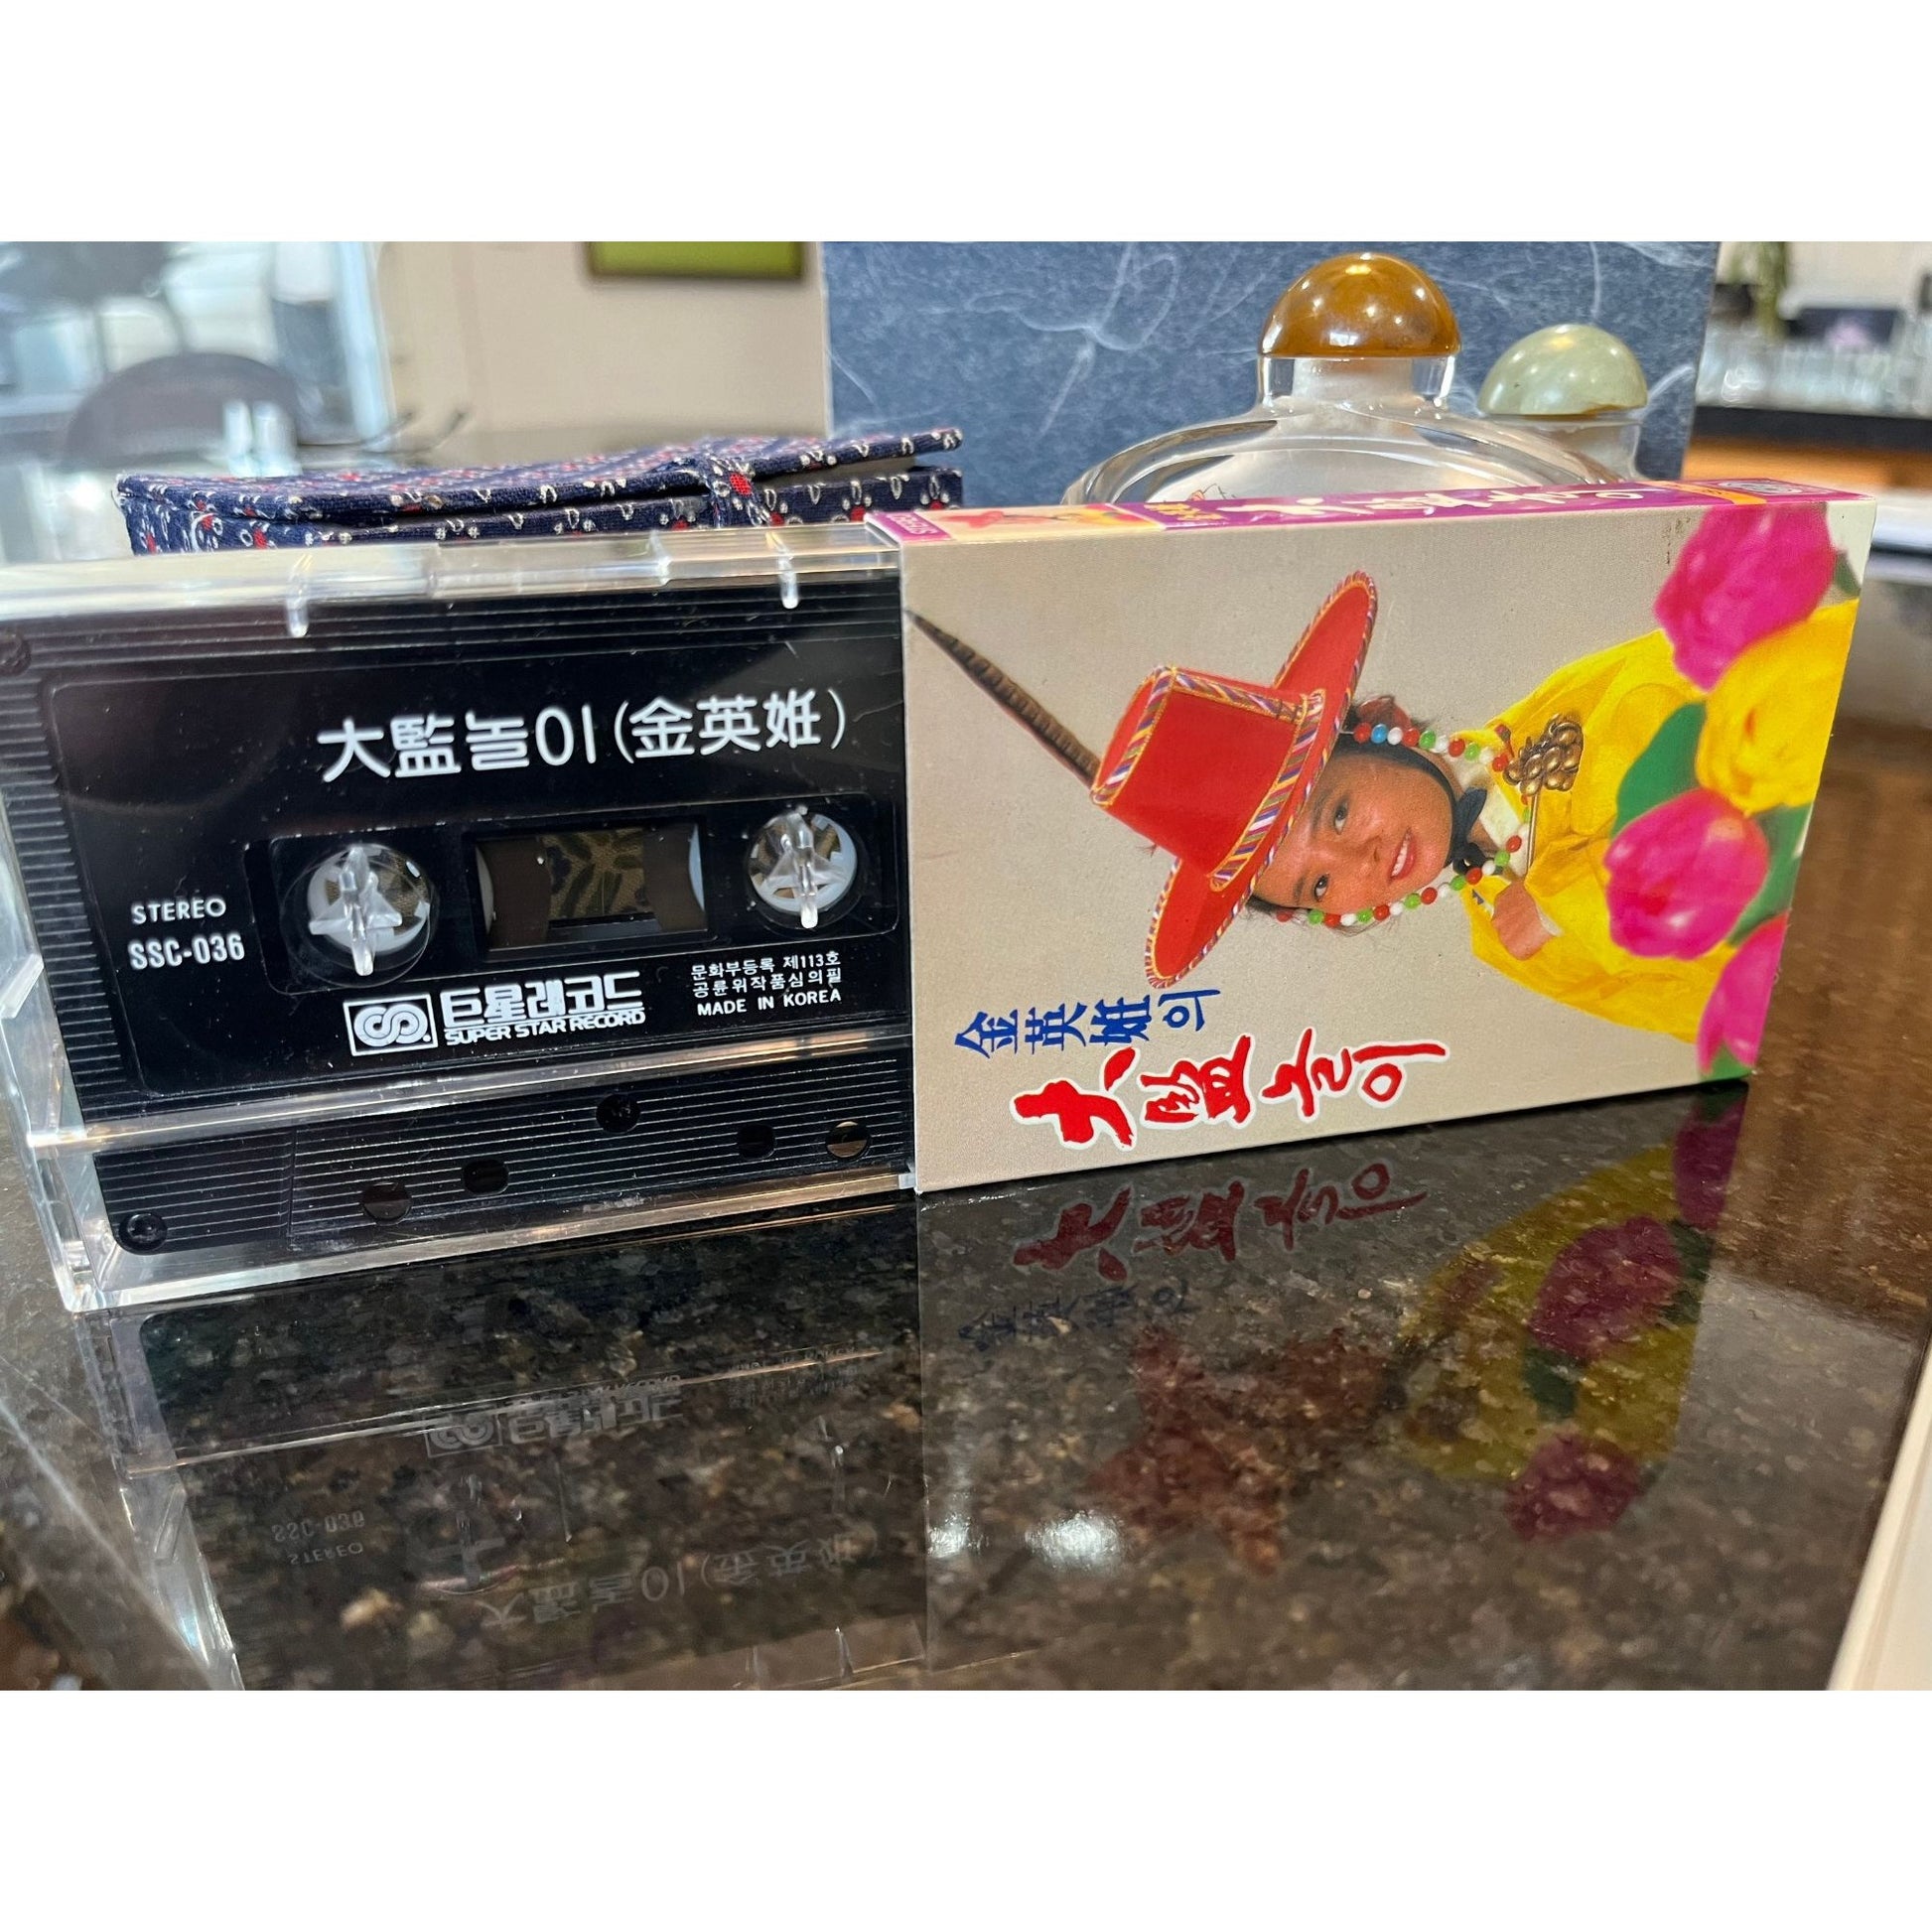 大監놀이(金英姙)
STEREO
SSC-036
巨星레코드
SUPER STAR RECORD
문화부등록 제113호
공륜위작품심의필
MADE IN KOREA
金英姙의
大監놀이